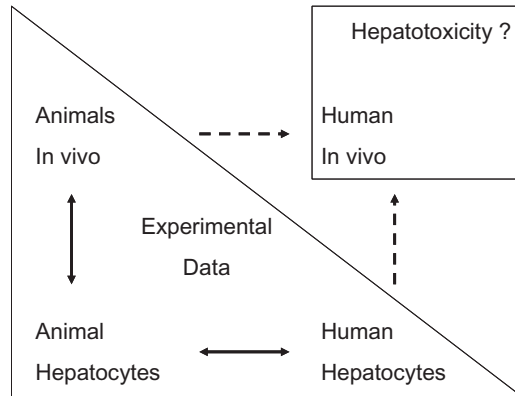 Hepatotoxicity ?
Animals
In vivo
Human
In vivo
Experimental
Data
Animal
Hepatocytes
Human
Hepatocytes